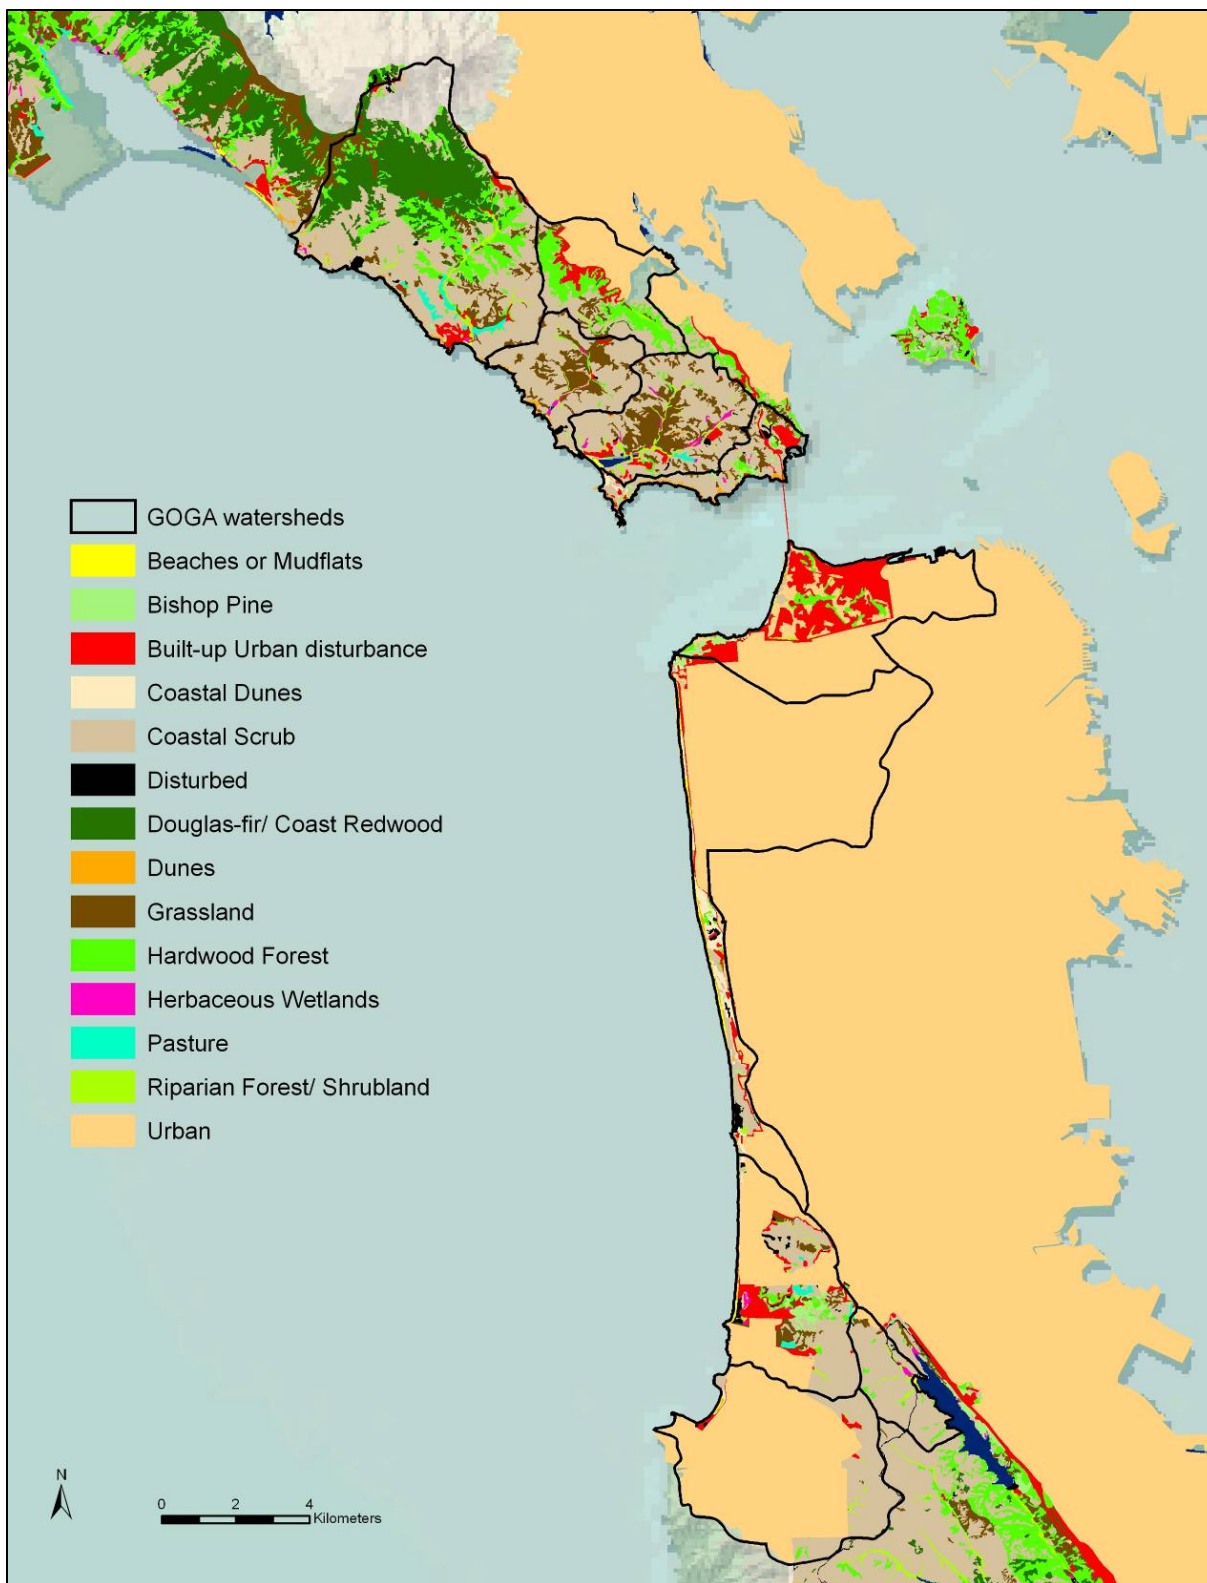 GOGA watersheds
Beaches or Mudflats
Bishop Pine
Built-up Urban disturbance
Coastal Dunes
Coastal Scrub
Disturbed
Douglas-fir/ Coast Redwood
Dunes
Grassland
Hardwood Forest
Herbaceous Wetlands
Pasture
Riparian Forest/ Shrubland
Urban
N
0 2 4
Kilometers